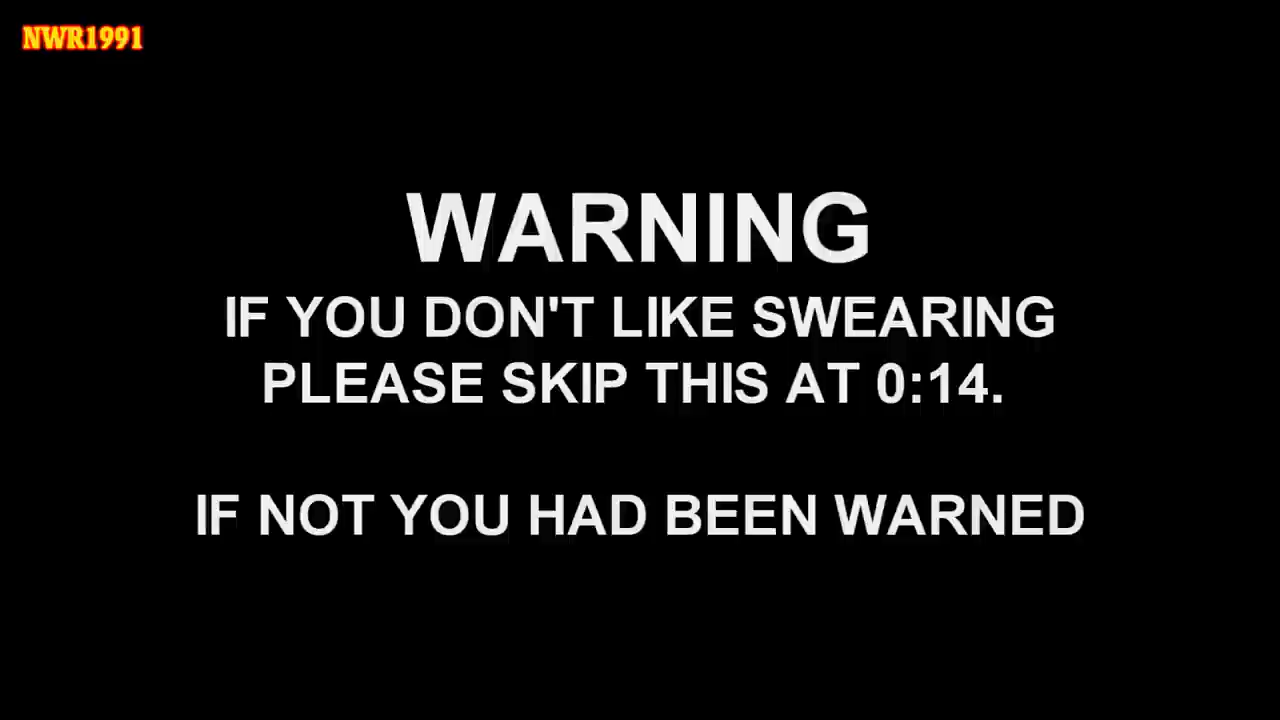 NWR1991
WARNING
IF YOU DON'T LIKE SWEARING
PLEASE SKIP THIS AT 0:14.
IF NOT YOU HAD BEEN WARNED